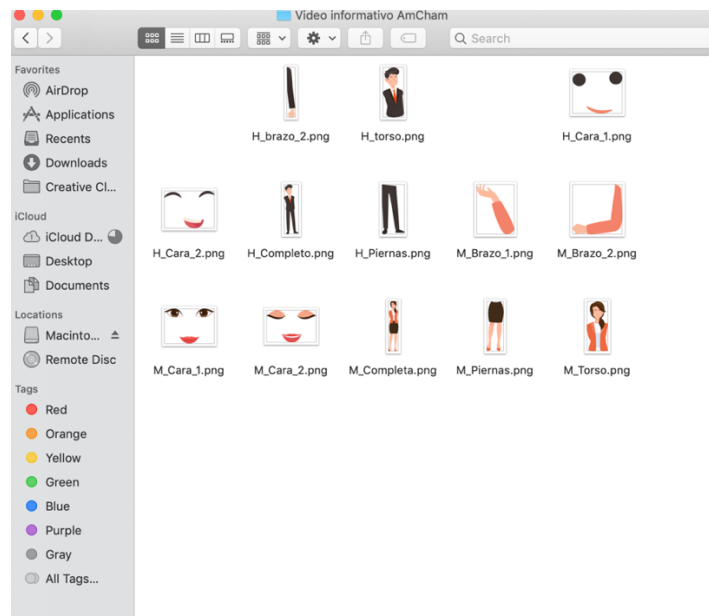 Video informativo AmCham
Search
Favorites
AirDrop
Applications
Recents
Downloads
Creative Cl...
iCloud
iCloud D...
Desktop
Documents
Locations
Macinto...
Remote Disc
Tags
Red
Orange
Yellow
Green
Blue
Purple
Gray
All Tags...
H_brazo_2.png
H_torso.png
H_Cara_1.png
H_Cara_2.png
H_Completo.png
H_Piernas.png
M_Brazo_1.png
M_Brazo_2.png
M_Cara_1.png
M_Cara_2.png
M_Completa.png
M_Piernas.png
M_Torso.png